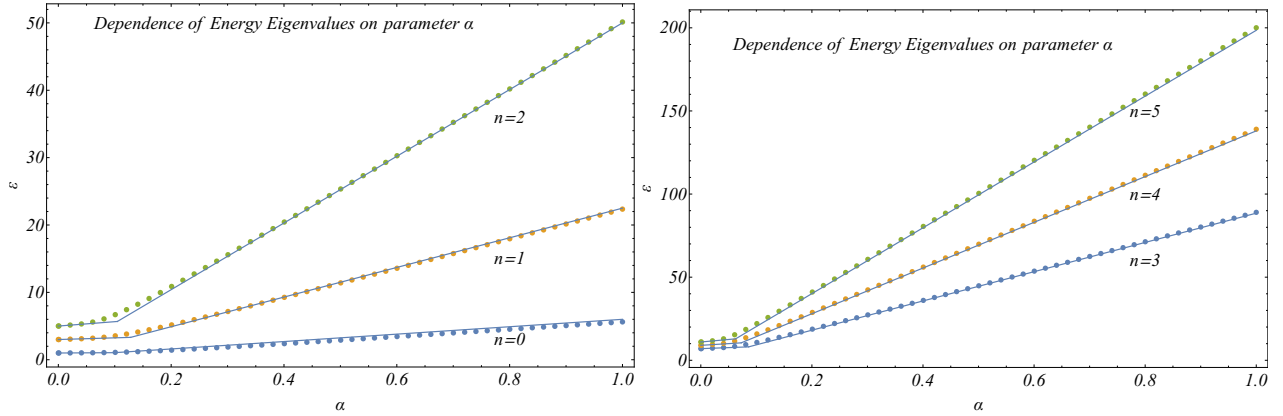 Dependence of Energy Eigenvalues on parameter α
50
40
30
20
10
0
ε
n=2
n=1
n=0
0.0 0.2 0.4 0.6 0.8 1.0
α
Dependence of Energy Eigenvalues on parameter α
200
150
100
50
0
ε
n=5
n=4
n=3
0.0 0.2 0.4 0.6 0.8 1.0
α